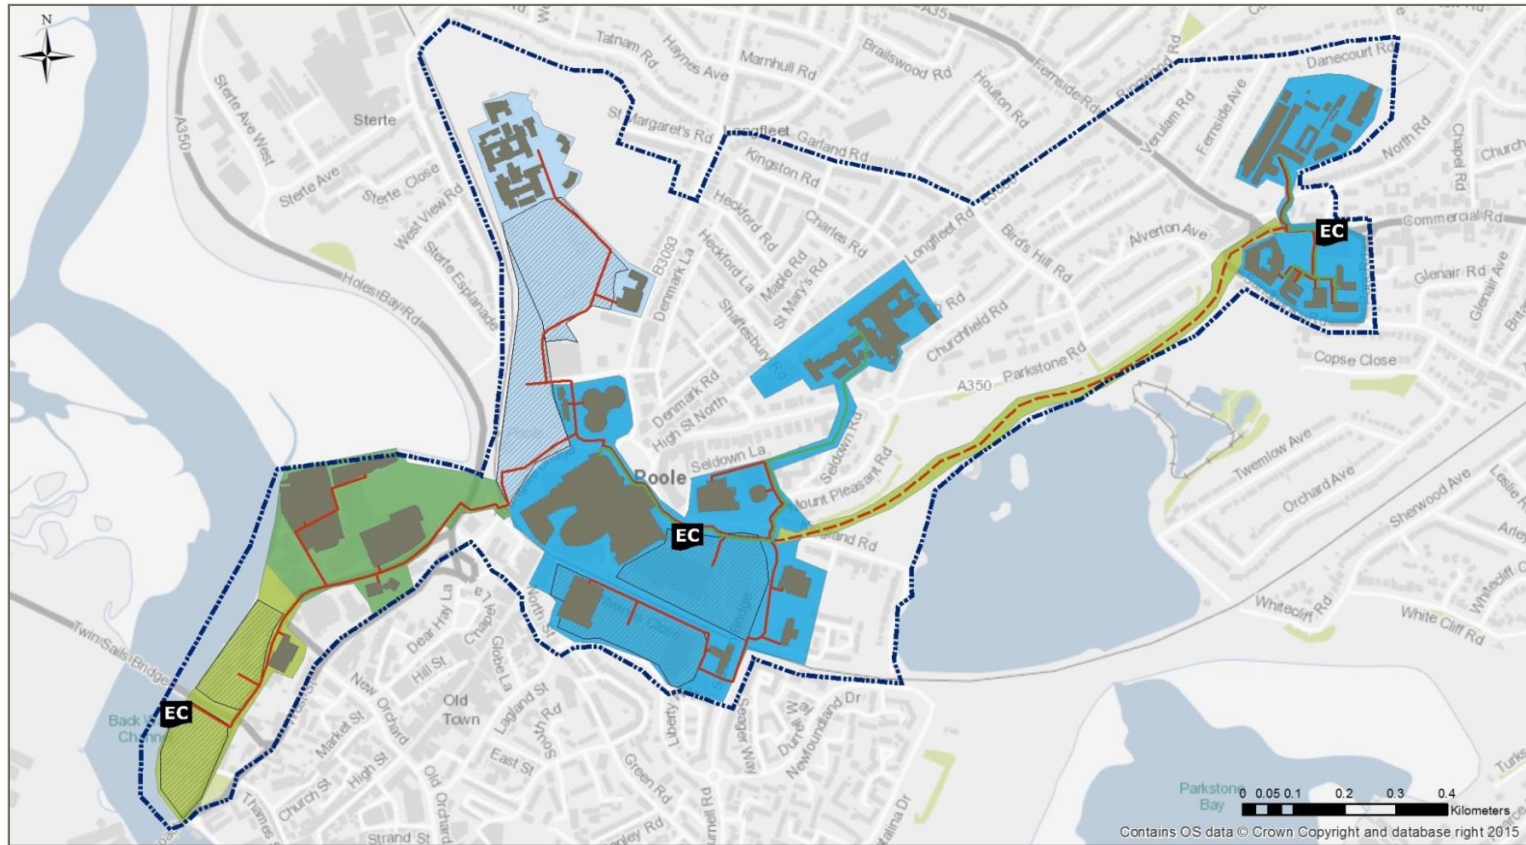 N
A35
Tatnam Rd
Haynes Ave
Marnhull Rd
Brailswood Rd
Houlton Rd
Fernside Rd
Danecourt Rd
Sterte Ave West
Sterte
A350
St Margaret's Rd
Longfleet
Garland Rd
Verulam Rd
Fernside Ave
North Rd
Chapel Rd
Kingston Rd
Sterte Ave
Sterte Close
West View Rd
Heckford Rd
Charles Rd
Longfleet Rd
Bird's Hill Rd
Alverton Ave
EC
Commercial Rd
Sterte Esplanade
B3093
Heckford La
Maple Rd
St Mary's Rd
Denmark La
Glenair Rd
Glenair Ave
Holes Bay Rd
Shaftesbury Rd
Churchfield Rd
Parkstone Rd
Copse Close
A350
Denmark Rd
High St North
Seldown La
Seldown Rd
Twemlow Ave
Poole
Mount Pleasant Rd
Orchard Ave
Sherwood Ave
EC
Dear Hay La
Chapel La
North St
Whitecliff Rd
White Cliff Rd
Twin Sails Bridge
Hill St
Globe La
New Orchard
Old
Town
Lagland St
EC
Market St
Seager Way
Newfoundland Dr
High St
East St
Green Rd
Church St
Old Orchard
Strand St
Parkstone
Bay
0 0.05 0.1 0.2 0.3 0.4
Kilometers
Contains OS data © Crown Copyright and database right 2015